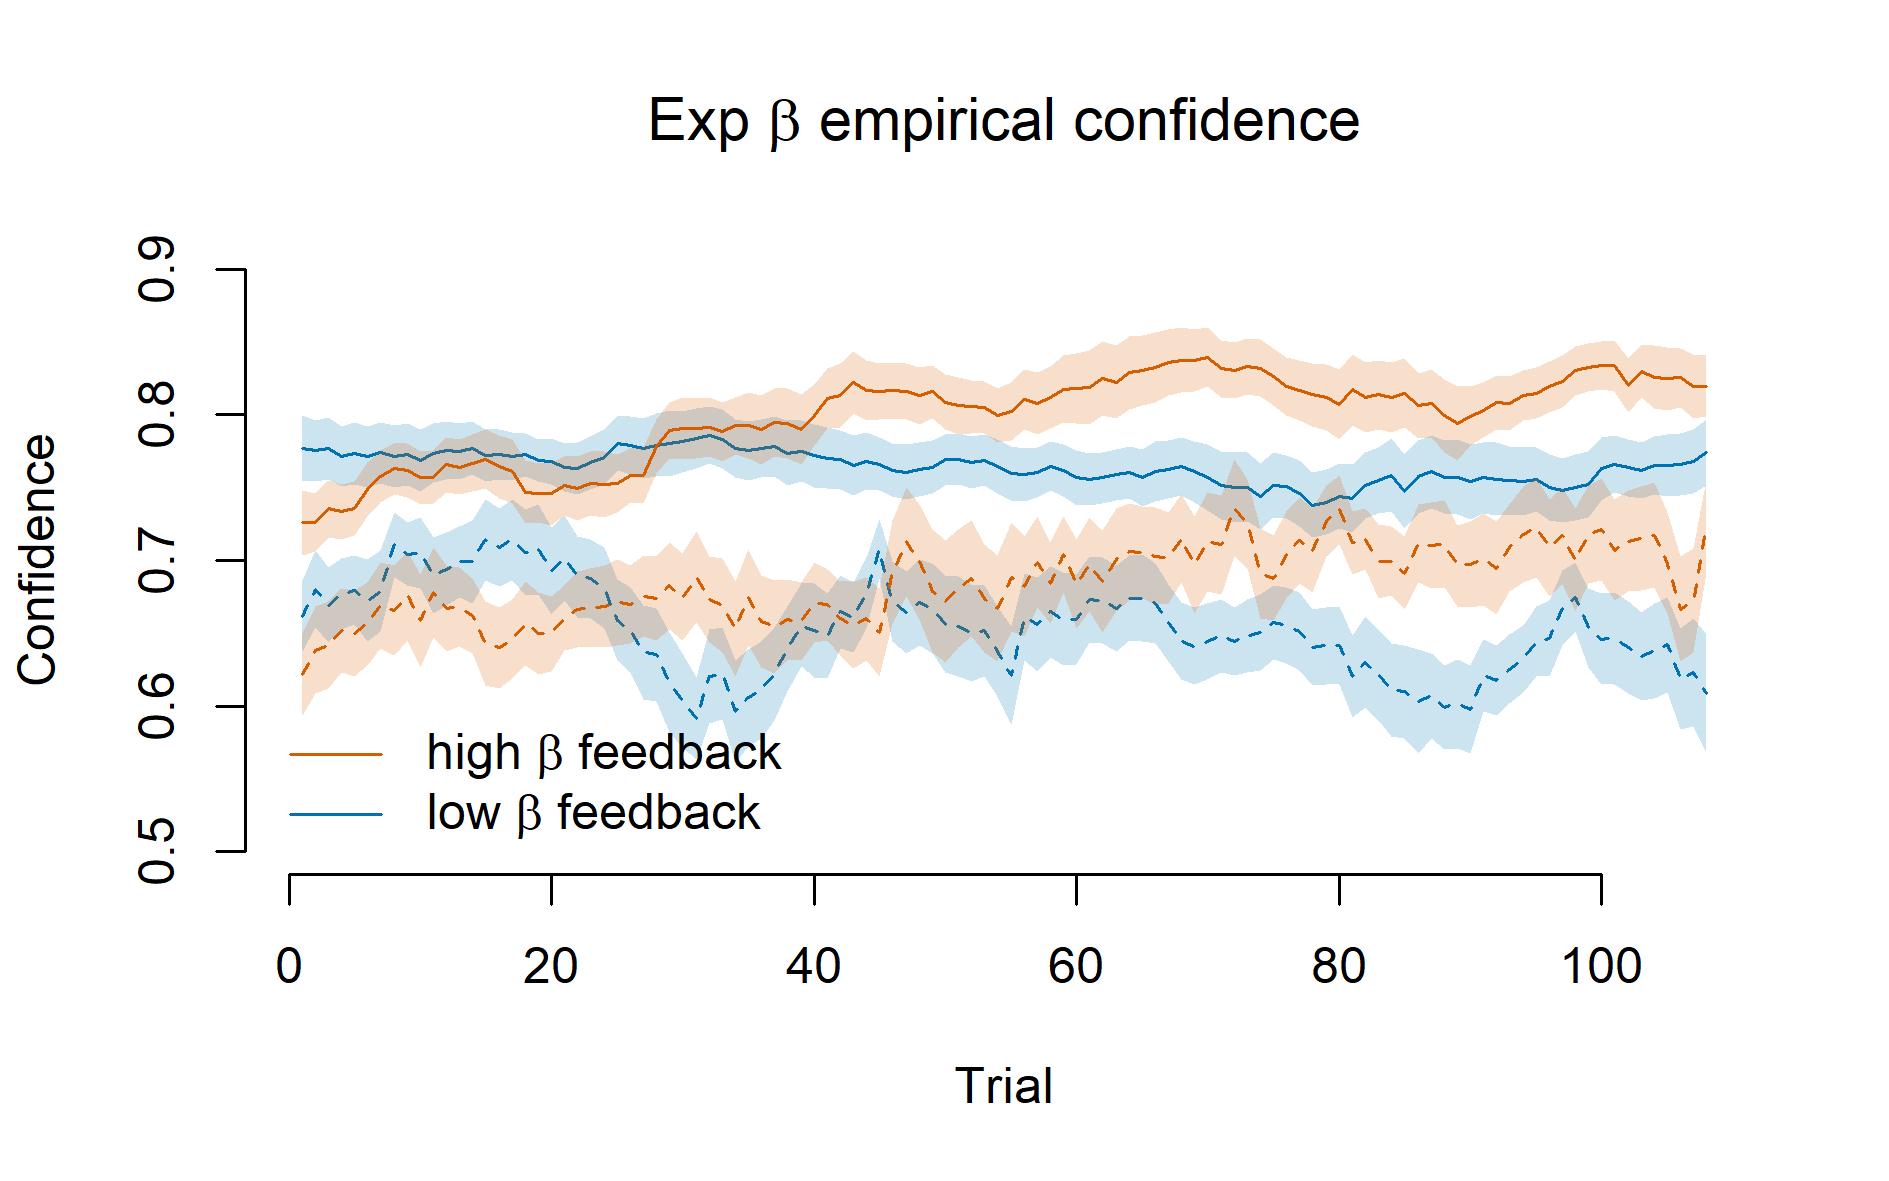 Exp β empirical confidence
Confidence
0.9
0.8
0.7
0.6
0.5
high β feedback
low β feedback
0 20 40 60 80 100
Trial